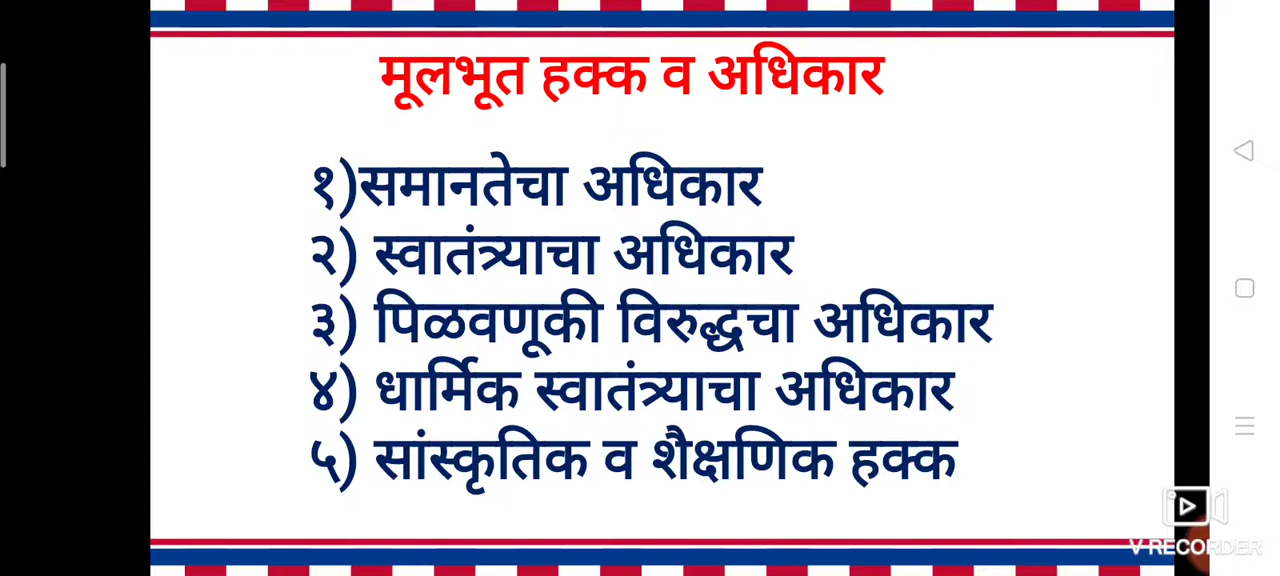 मूलभूत हक्क व अधिकार
१)समानतेचा अधिकार
२) स्वातंत्र्याचा अधिकार
३) पिळवणूकी विरुद्धचा अधिकार
४) धार्मिक स्वातंत्र्याचा अधिकार
५) सांस्कृतिक व शैक्षणिक हक्क
V RECORDER